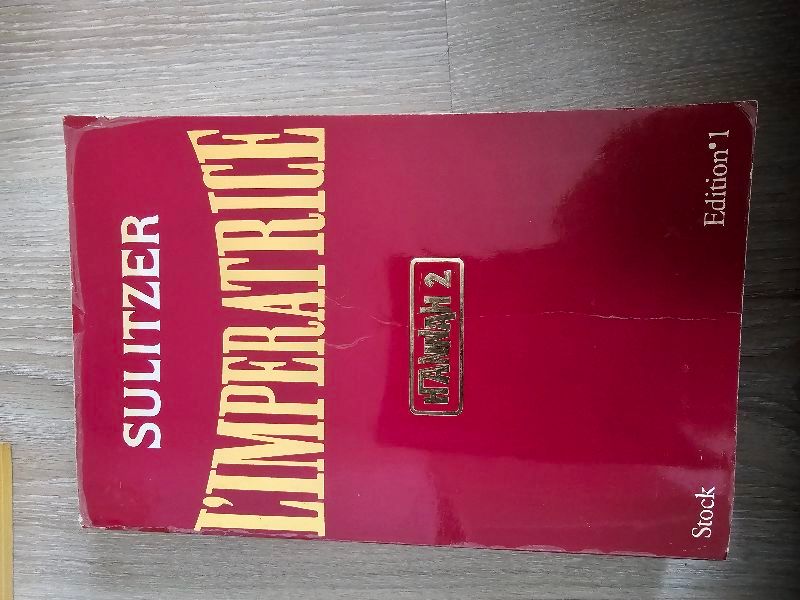 SULITZER
L'IMPERATRICE
HANNAH 2
Stock
Edition°1